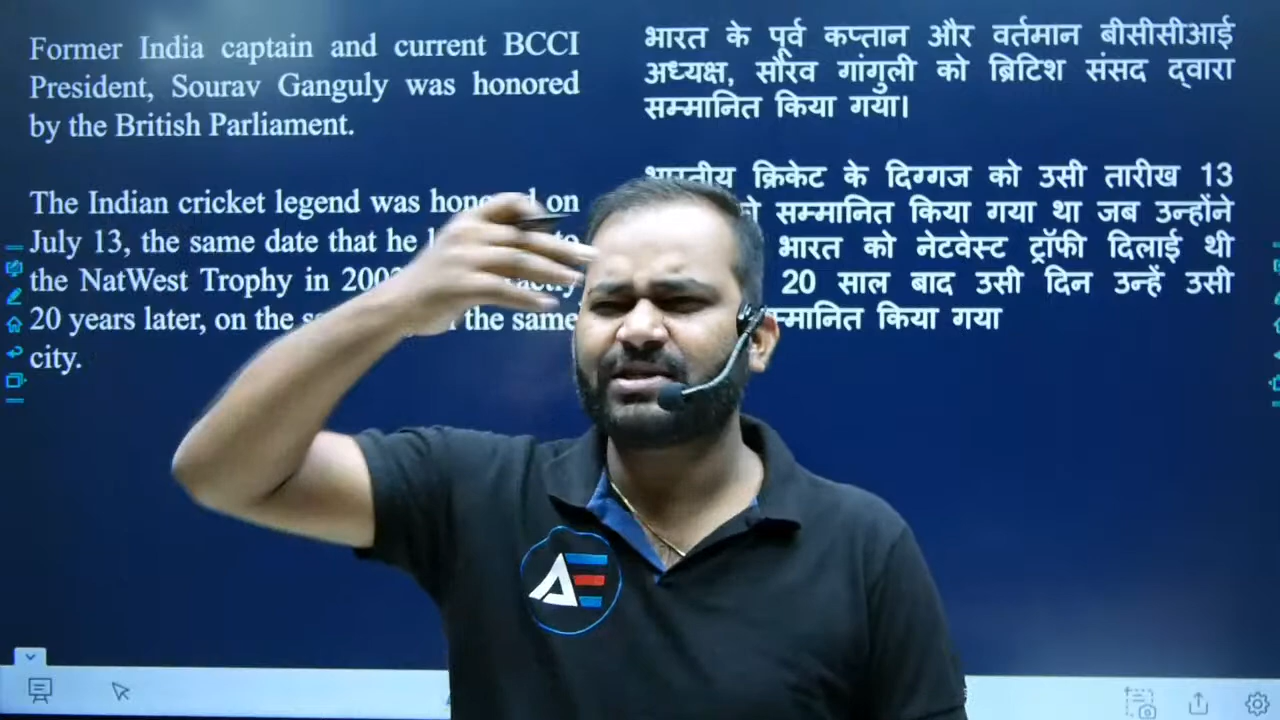 Former India captain and current BCCI
President, Sourav Ganguly was honored
by the British Parliament.
The Indian cricket legend was on
July 13, the same date that he
the NatWest Trophy in
20 years later, on the the same
city.
भारत के पूर्व कप्तान और वर्तमान बीसीसीआई
अध्यक्ष, सौरव गांगुली को ब्रिटिश संसद द्वारा
सम्मानित किया गया।
क्रिकेट के दिग्गज को उसी तारीख 13
सम्मानित किया गया था जब उन्होंने
भारत को नेटवेस्ट ट्रॉफी दिलाई थी
20 साल बाद उसी दिन उन्हें उसी
किया गया
AE